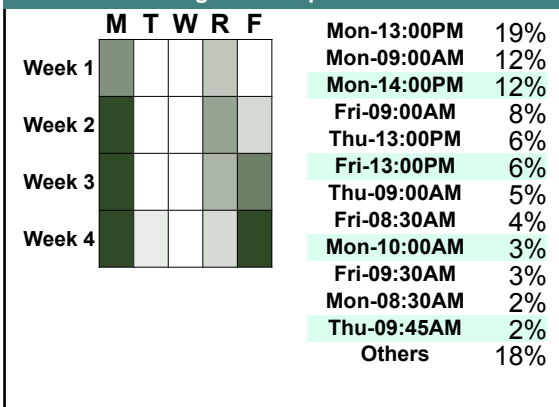 M T W R F
Week 1
Week 2
Week 3
Week 4
Mon-13:00PM 19%
Mon-09:00AM 12%
Mon-14:00PM 12%
Fri-09:00AM 8%
Thu-13:00PM 6%
Fri-13:00PM 6%
Thu-09:00AM 5%
Fri-08:30AM 4%
Mon-10:00AM 3%
Fri-09:30AM 3%
Mon-08:30AM 2%
Thu-09:45AM 2%
Others 18%